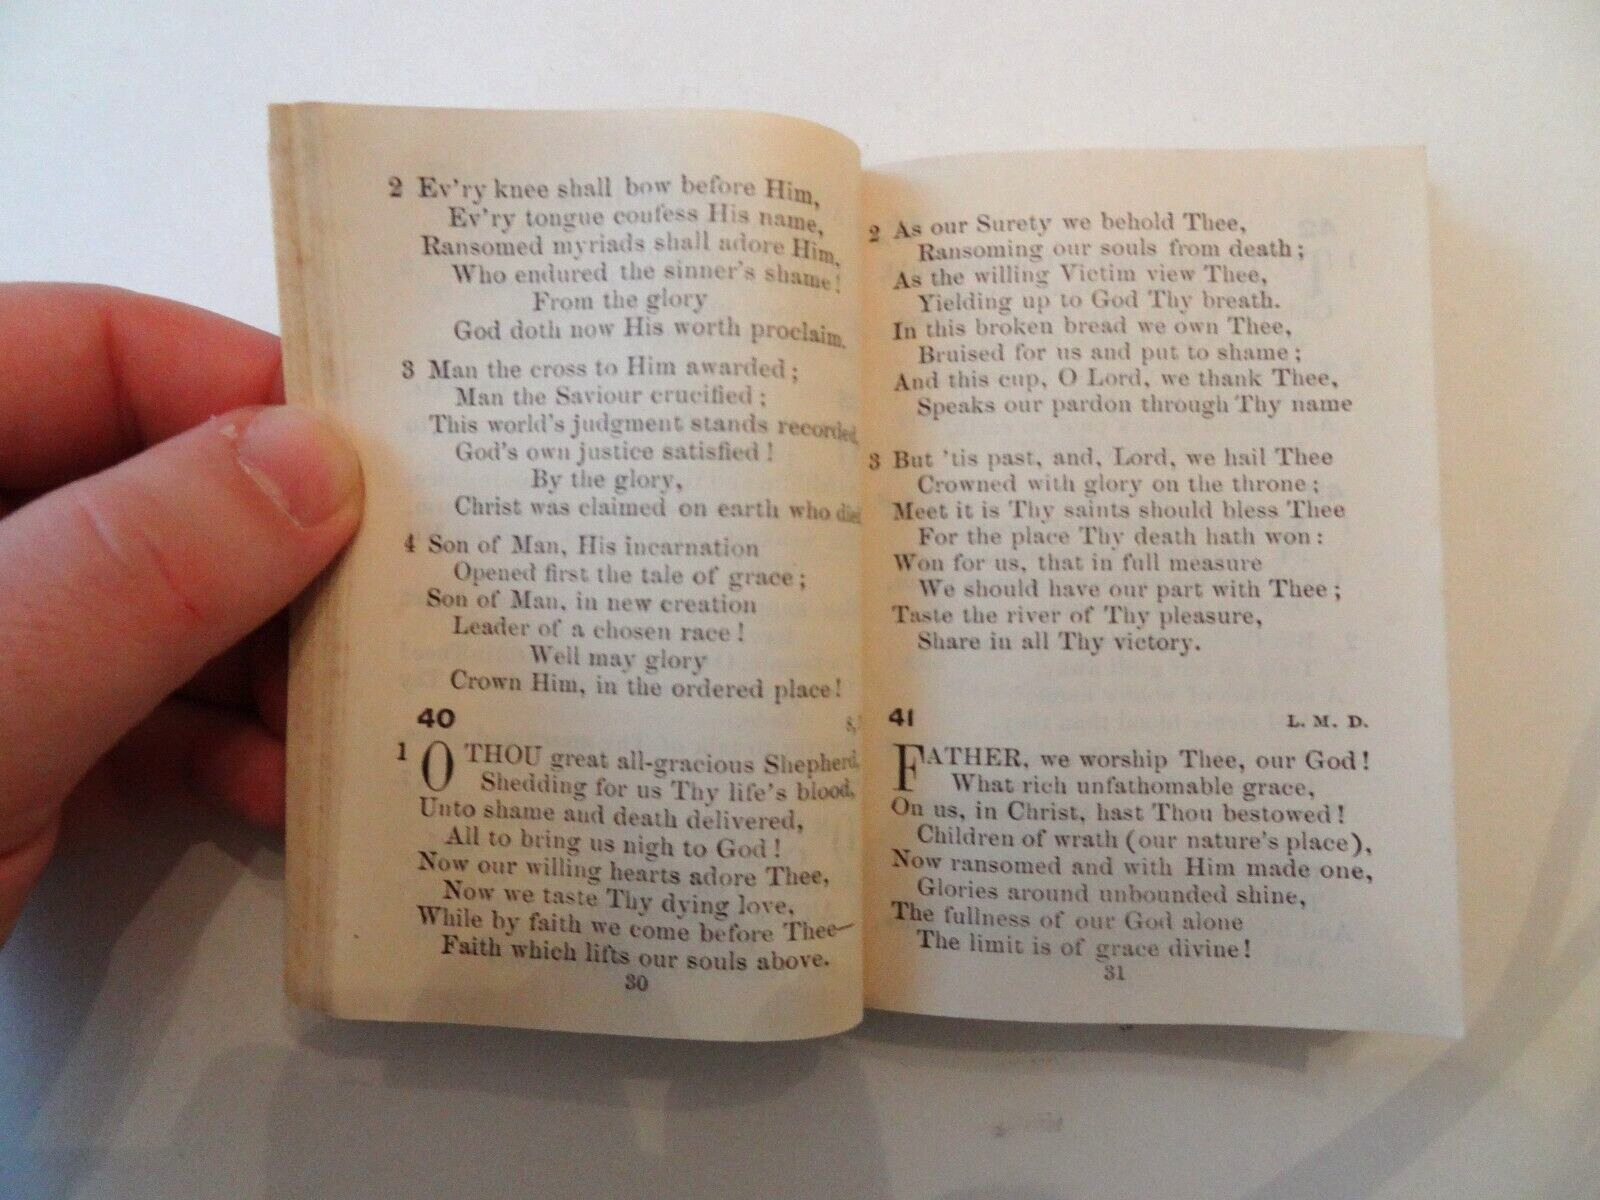 2 Ev'ry knee shall bow before Him,
Ev'ry tongue confess His name,
Ransomed myriads shall adore Him,
Who endured the sinner's shame!
From the glory
God doth now His worth proclaim.
3 Man the cross to Him awarded;
Man the Saviour crucified;
This world's judgment stands recorded,
God's own justice satisfied!
By the glory,
Christ was claimed on earth who died
4 Son of Man, His incarnation
Opened first the tale of grace;
Son of Man, in new creation
Leader of a chosen race!
Well may glory
Crown Him, in the ordered place!
40 8,
1 O THOU great all-gracious Shepherd,
Shedding for us Thy life's blood,
Unto shame and death delivered,
All to bring us nigh to God!
Now our willing hearts adore Thee,
Now we taste Thy dying love,
While by faith we come before Thee—
Faith which lifts our souls above.
30
2 As our Surety we behold Thee,
Ransoming our souls from death;
As the willing Victim view Thee,
Yielding up to God Thy breath.
In this broken bread we own Thee,
Bruised for us and put to shame;
And this cup, O Lord, we thank Thee,
Speaks our pardon through Thy name
3 But 'tis past, and, Lord, we hail Thee
Crowned with glory on the throne;
Meet it is Thy saints should bless Thee
For the place Thy death hath won:
Won for us, that in full measure
We should have our part with Thee;
Taste the river of Thy pleasure,
Share in all Thy victory.
41 L. M. D.
FATHER, we worship Thee, our God!
What rich unfathomable grace,
On us, in Christ, hast Thou bestowed!
Children of wrath (our nature's place),
Now ransomed and with Him made one,
Glories around unbounded shine,
The fullness of our God alone
The limit is of grace divine!
31